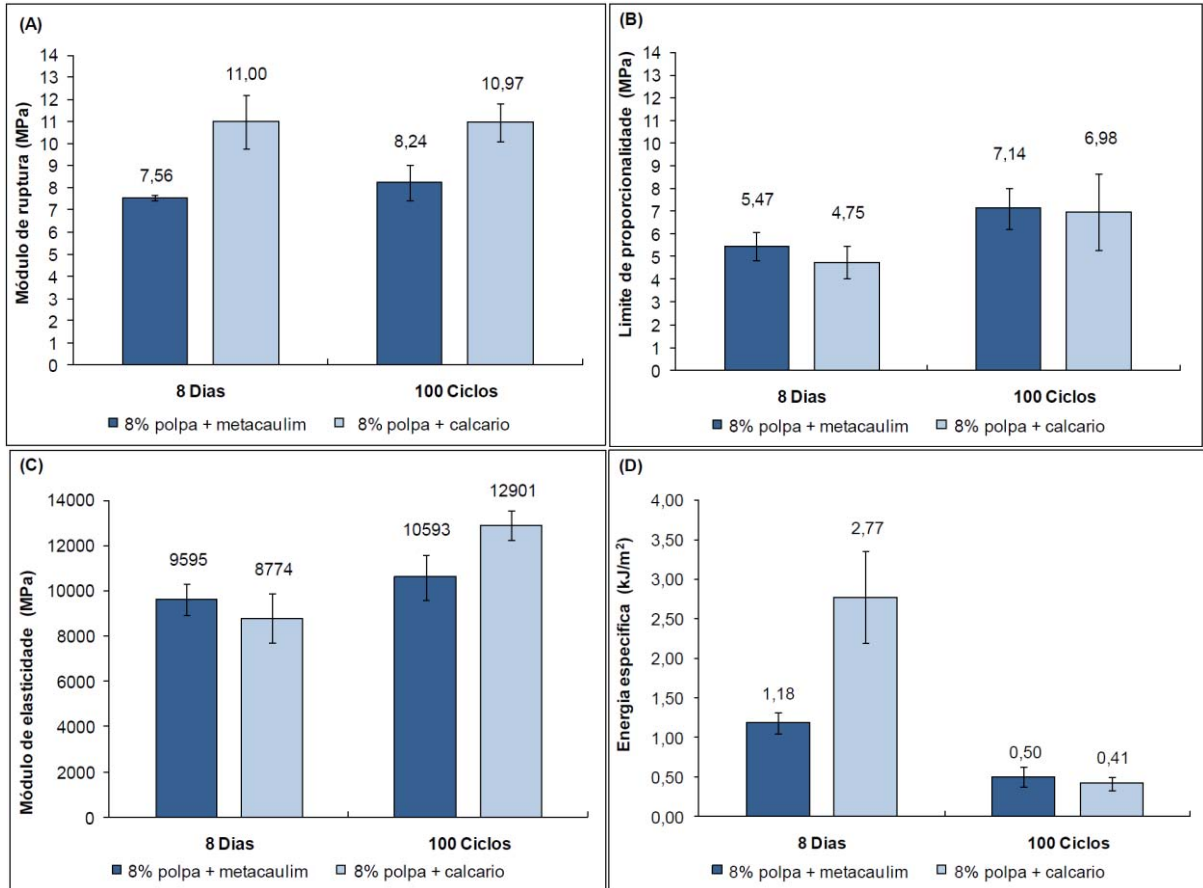 (A)
Módulo de ruptura (MPa)
14
13
12
11
10
9
8
7
6
5
4
3
2
1
0
7,56
11,00
8,24
10,97
8 Dias
100 Ciclos
8% polpa + metacaulim
8% polpa + calcario
(B)
Limite de proporcionalidade (MPa)
14
13
12
11
10
9
8
7
6
5
4
3
2
1
0
5,47
4,75
7,14
6,98
8 Dias
100 Ciclos
8% polpa + metacaulim
8% polpa + calcario
(C)
Módulo de elasticidade (MPa)
14000
12000
10000
8000
6000
4000
2000
0
9595
8774
10593
12901
8 Dias
100 Ciclos
8% polpa + metacaulim
8% polpa + calcario
(D)
Energia especifica (kJ/m²)
4,00
3,50
3,00
2,50
2,00
1,50
1,00
0,50
0,00
1,18
2,77
0,50
0,41
8 Dias
100 Ciclos
8% polpa + metacaulim
8% polpa + calcario